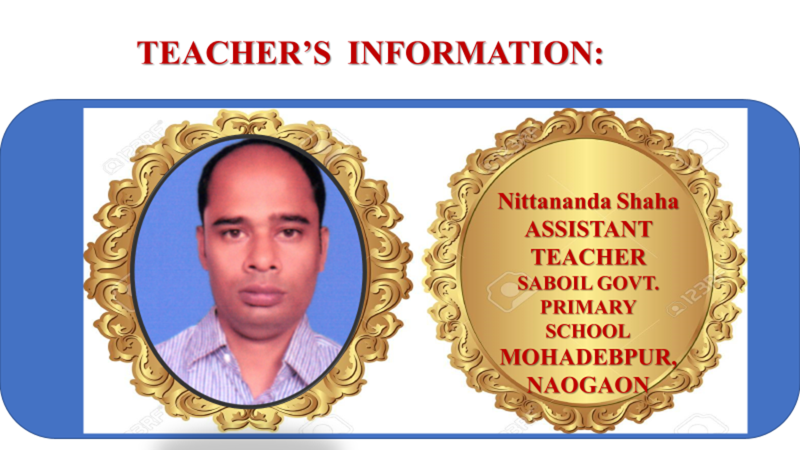 TEACHER’S INFORMATION:
Nittananda Shaha
ASSISTANT
TEACHER
SABOIL GOVT.
PRIMARY
SCHOOL
MOHADEBPUR,
NAOGAON